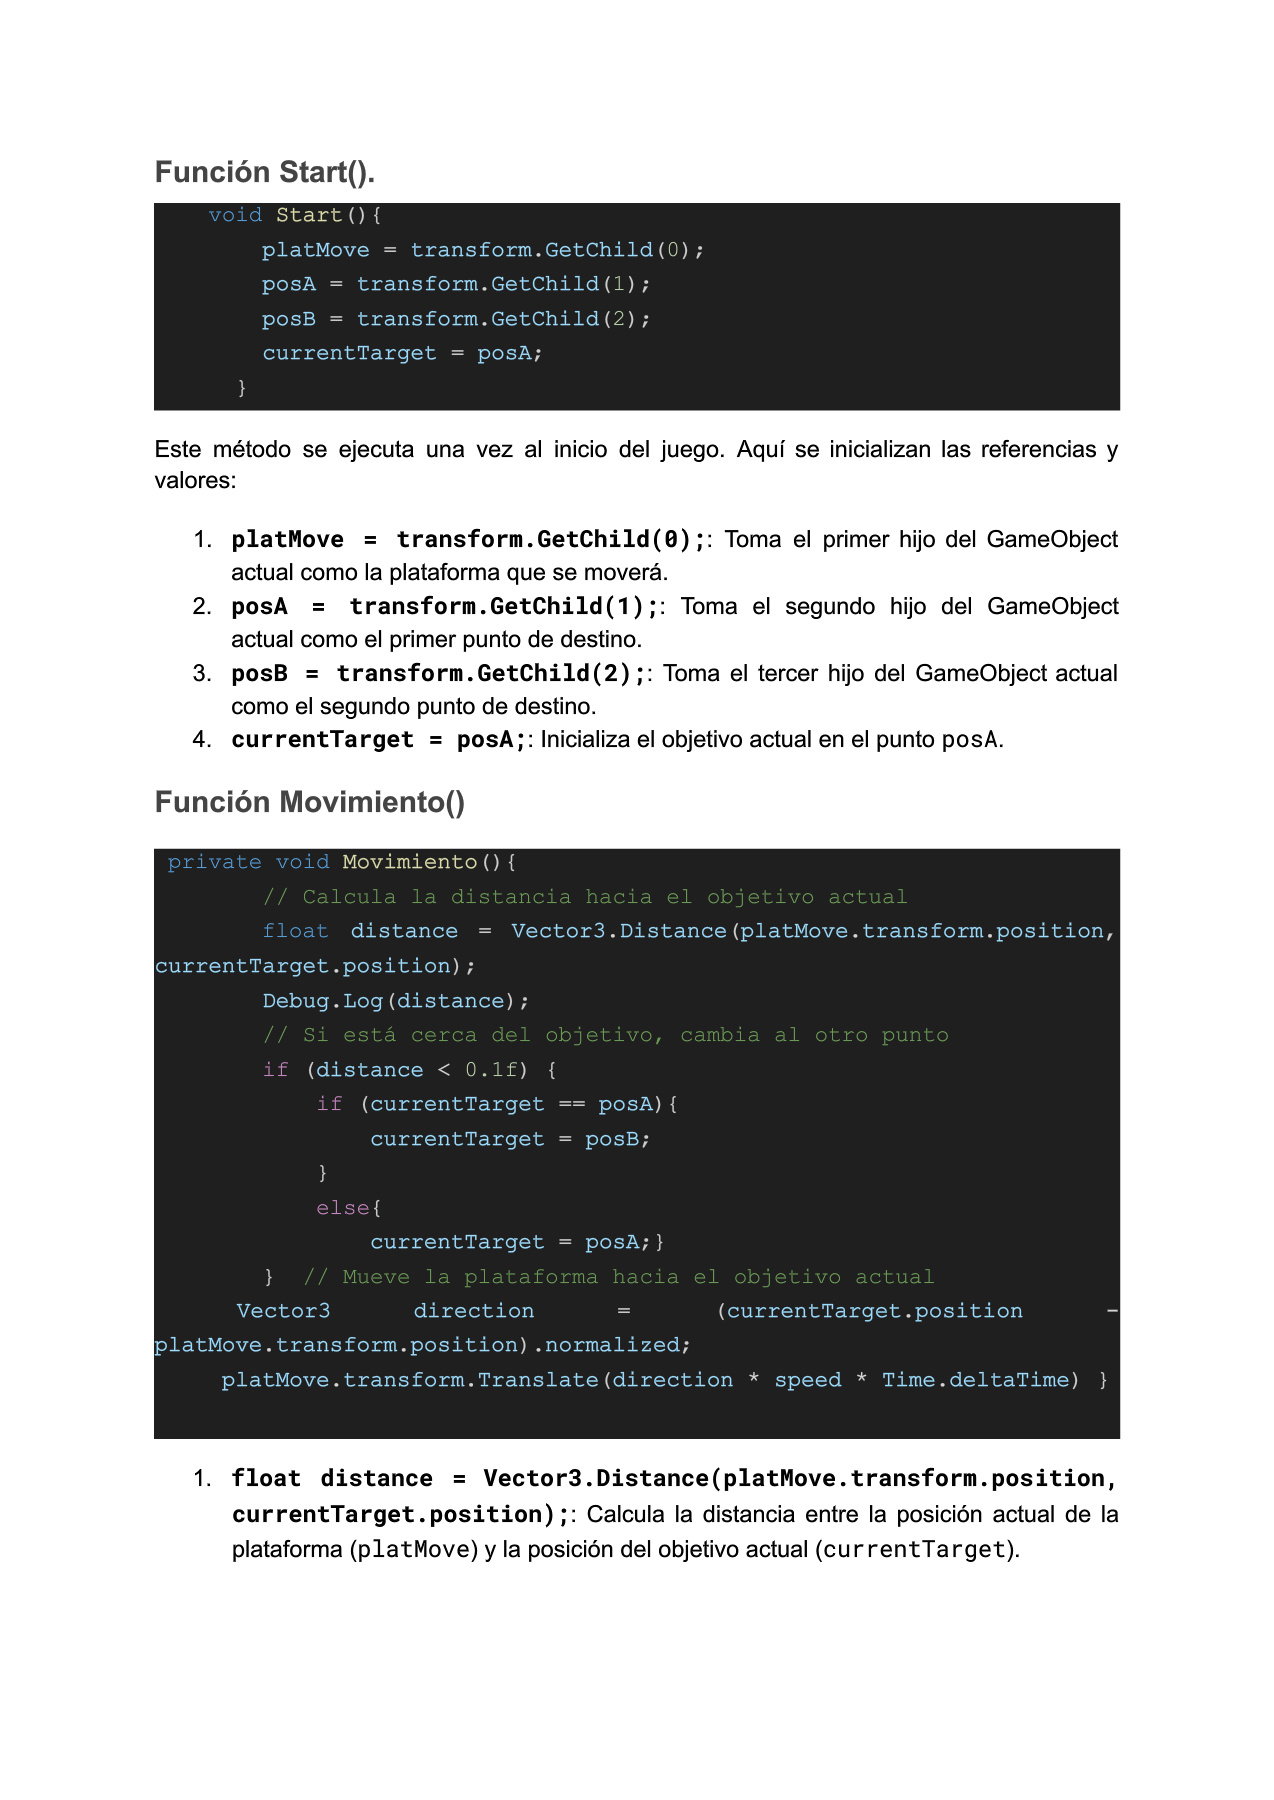 Función Start().
void Start(){
platMove = transform.GetChild(0);
posA = transform.GetChild(1);
posB = transform.GetChild(2);
currentTarget = posA;
}
Este método se ejecuta una vez al inicio del juego. Aquí se inicializan las referencias y
valores:
1. platMove = transform.GetChild(0);: Toma el primer hijo del GameObject
actual como la plataforma que se moverá.
2. posA = transform.GetChild(1);: Toma el segundo hijo del GameObject
actual como el primer punto de destino.
3. posB = transform.GetChild(2);: Toma el tercer hijo del GameObject actual
como el segundo punto de destino.
4. currentTarget = posA;: Inicializa el objetivo actual en el punto posA.
Función Movimiento()
private void Movimiento(){
// Calcula la distancia hacia el objetivo actual
float distance = Vector3.Distance(platMove.transform.position,
currentTarget.position);
Debug.Log(distance);
// Si está cerca del objetivo, cambia al otro punto
if (distance < 0.1f) {
if (currentTarget == posA){
currentTarget = posB;
}
else{
currentTarget = posA;}
} // Mueve la plataforma hacia el objetivo actual
Vector3 direction = (currentTarget.position -
platMove.transform.position).normalized;
platMove.transform.Translate(direction * speed * Time.deltaTime) }
1. float distance = Vector3.Distance(platMove.transform.position,
currentTarget.position);: Calcula la distancia entre la posición actual de la
plataforma (platMove) y la posición del objetivo actual (currentTarget).